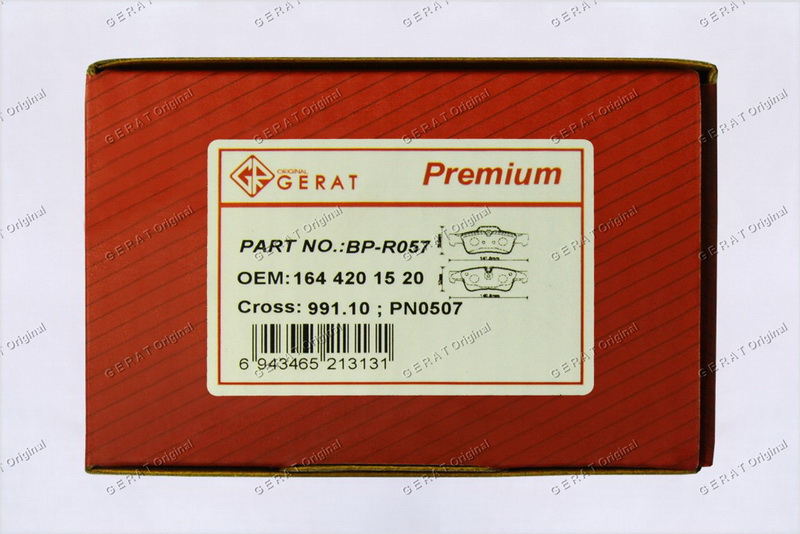 ORIGINAL
GERAT
Premium
PART NO.:BP-R057
OEM:164 420 15 20
Cross: 991.10 ; PN0507
6 943465 213131
GERAT Original